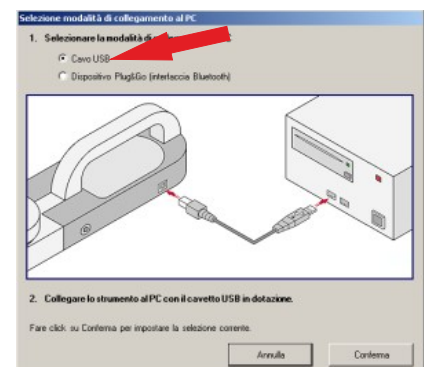 Selezione modalità di collegamento al PC
1. Selezionare la modalità di
Cavo USB
Dispositivo Plug&Go (interfaccia Bluetooth)
2. Collegare lo strumento al PC con il cavetto USB in dotazione.
Fare click su Conferma per impostare la selezione corrente.
Annulla Conferma